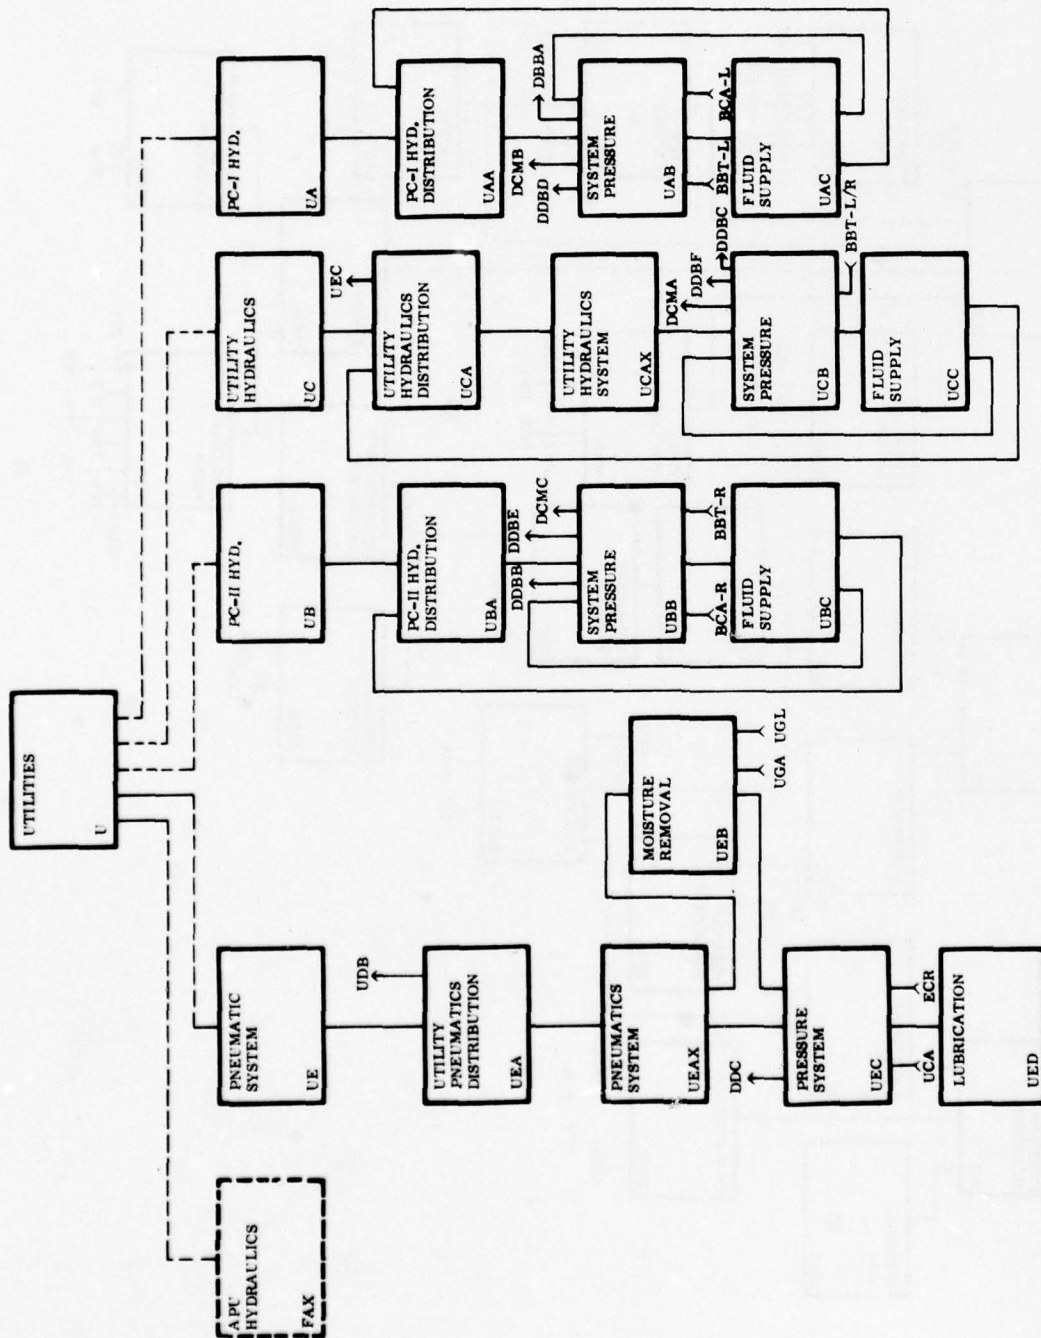 UTILITIES
U
APU
HYDRAULICS
FAX
PNEUMATIC
SYSTEM
UE
PC-II HYD.
UB
UTILITY
HYDRAULICS
UC
PC-I HYD.
UA
UDB
UEC
UTILITY
PNEUMATICS
DISTRIBUTION
UEA
PC-II HYD.
DISTRIBUTION
UBA
UTILITY
HYDRAULICS
DISTRIBUTION
UCA
PC-I HYD.
DISTRIBUTION
UAA
DDBB
DDBE
DCMC
DDBD
DCMB
DBBA
PNEUMATICS
SYSTEM
UEAX
MOISTURE
REMOVAL
UEB
SYSTEM
PRESSURE
UBB
UTILITY
HYDRAULICS
SYSTEM
UCAX
SYSTEM
PRESSURE
UAB
DCMA
DDBF
DDBC
UGA
UGL
BCA-R
BBT-R
BBT-L
BCA-L
DDC
PRESSURE
SYSTEM
UEC
FLUID
SUPPLY
UBC
SYSTEM
PRESSURE
UCB
FLUID
SUPPLY
UAC
BBT-L/R
UCA
ECR
LUBRICATION
UED
FLUID
SUPPLY
UCC